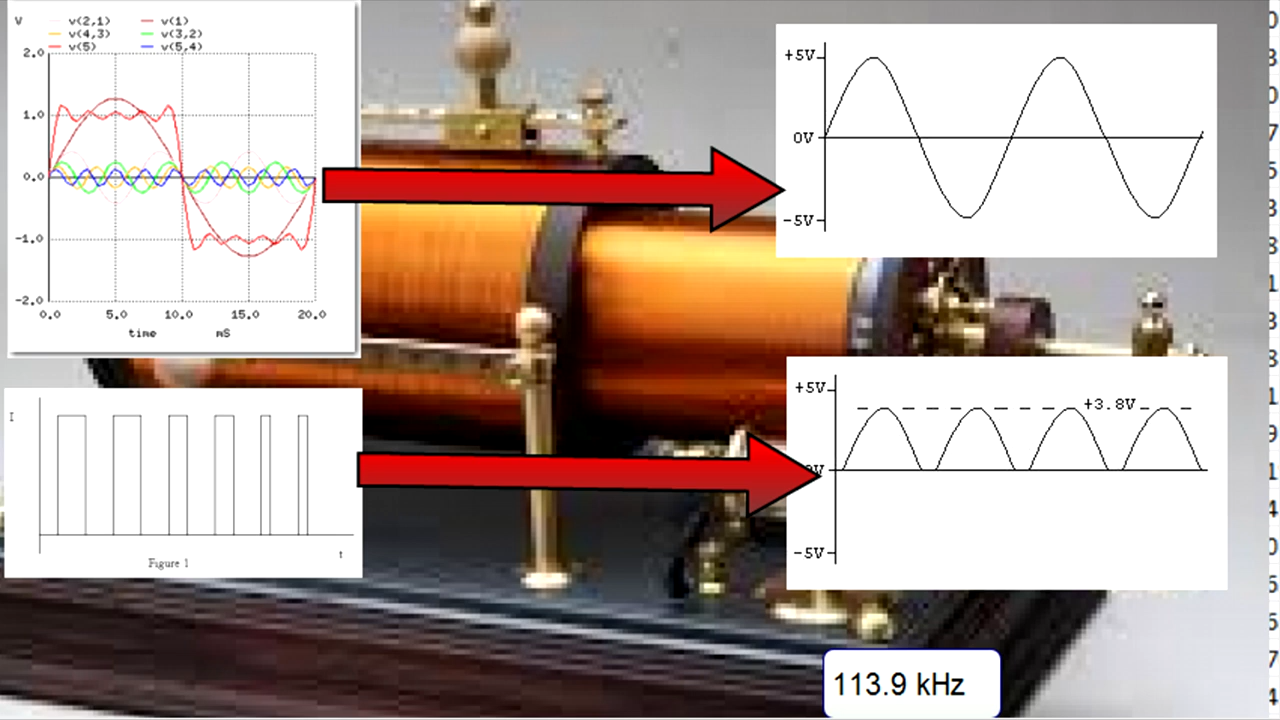 V
v(2,1) v(1)
v(4,3) v(3,2)
v(5) v(5,4)
2.0
1.0
0.0
-1.0
-2.0
0.0 5.0 10.0 15.0 20.0
time mS
+5V
0V
-5V
I
t
Figure 1
+5V
+3.8V
-5V
113.9 kHz